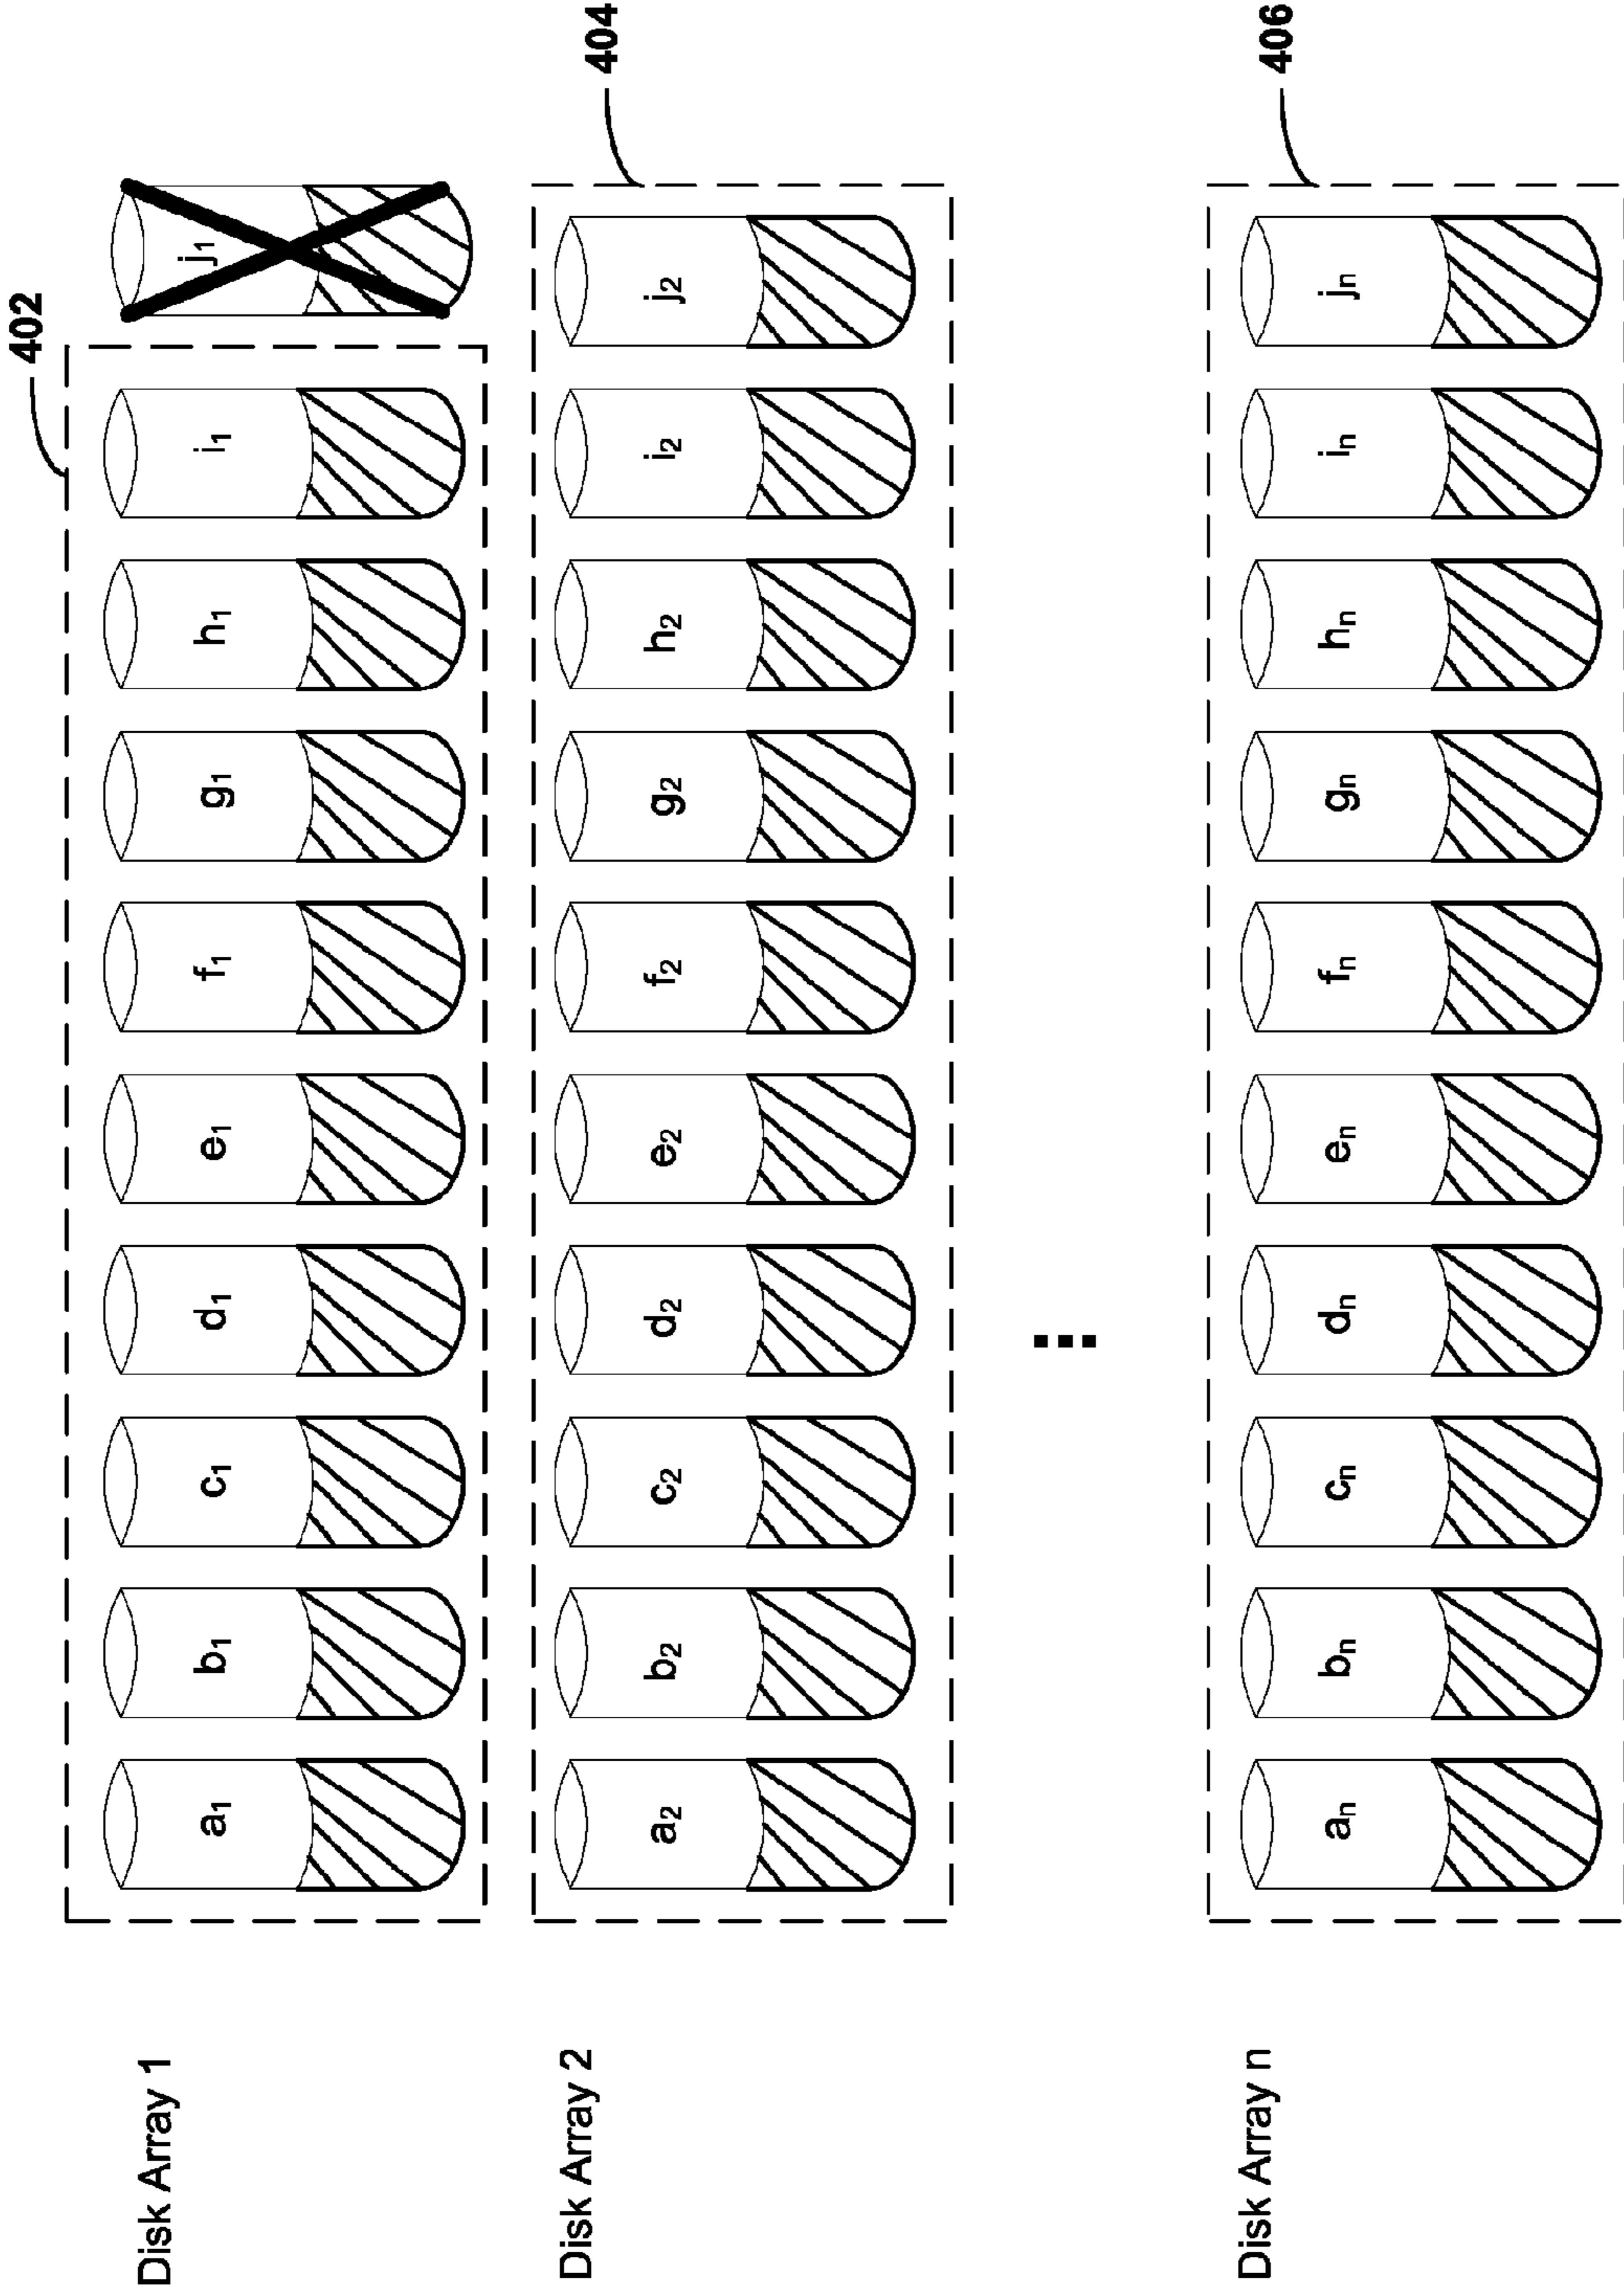 402
Disk Array 1
a1 b1 c1 d1 e1 f1 g1 h1 i1 j1
404
Disk Array 2
a2 b2 c2 d2 e2 f2 g2 h2 i2 j2
...
406
Disk Array n
an bn cn dn en fn gn hn in jn